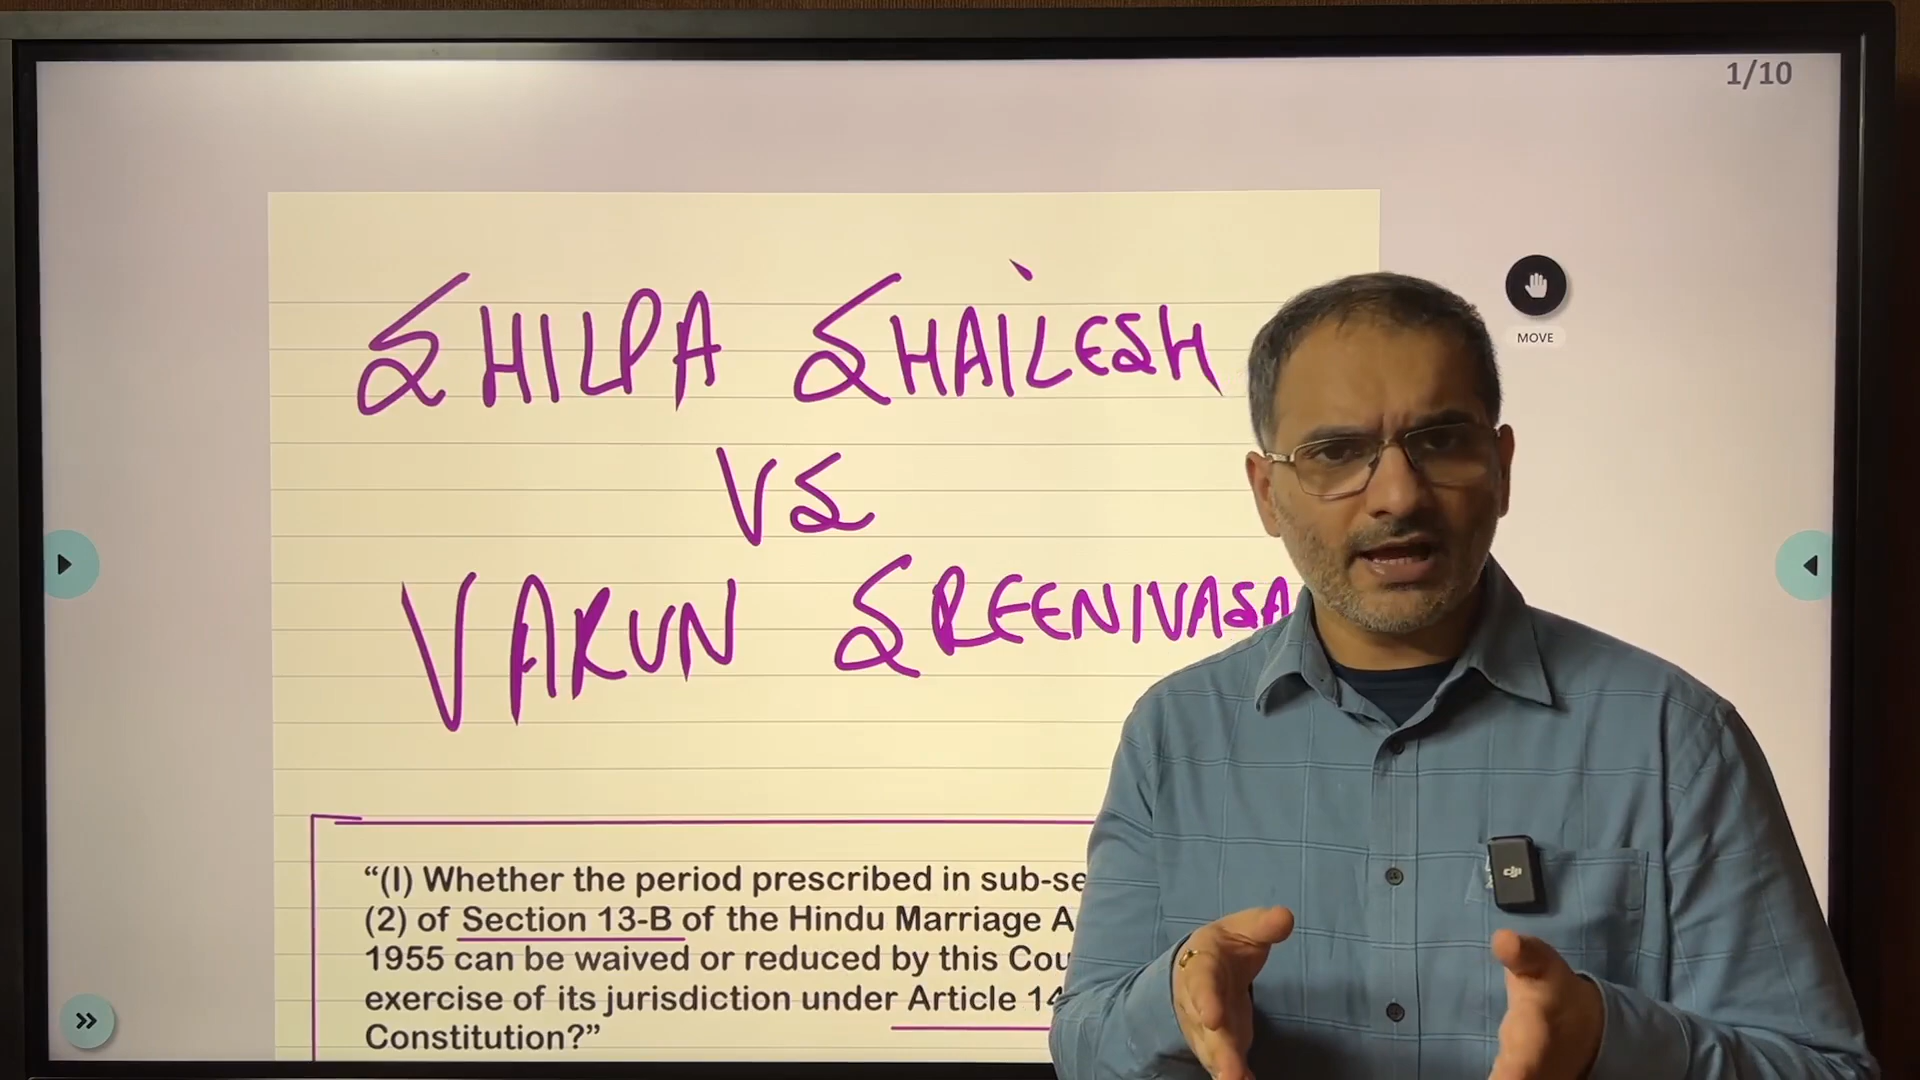 1/10
SHILPA SHAILESH
MOVE
VS
VARUN SREENIVASA
“(I) Whether the period prescribed in sub-se
(2) of Section 13-B of the Hindu Marriage A
1955 can be waived or reduced by this Cou
exercise of its jurisdiction under Article 14
Constitution?”
dji